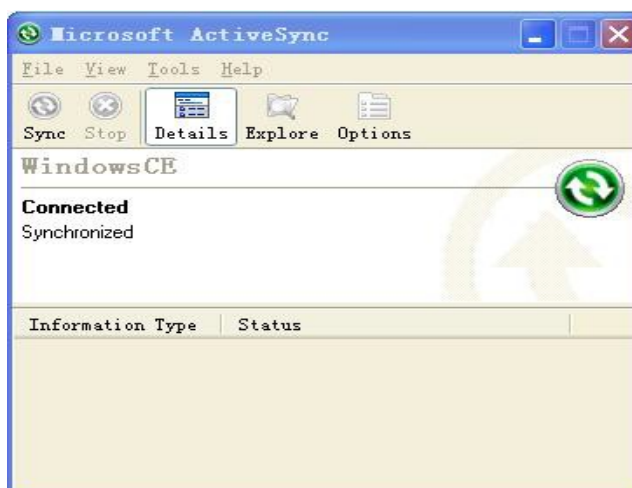 Microsoft ActiveSync
File View Tools Help
Sync Stop Details Explore Options
WindowsCE
Connected
Synchronized
Information Type Status